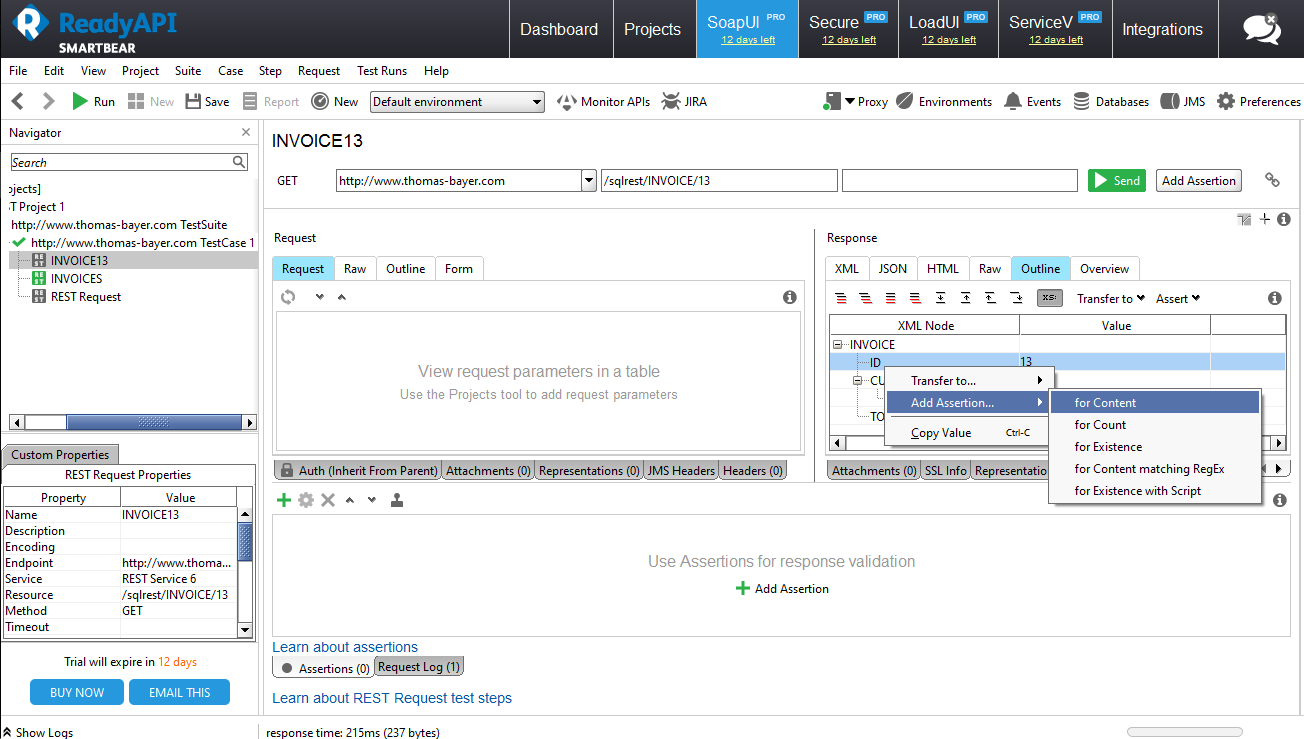 ReadyAPI
SMARTBEAR
Dashboard
Projects
SoapUI PRO
12 days left
Secure PRO
12 days left
LoadUI PRO
12 days left
ServiceV PRO
12 days left
Integrations
File Edit View Project Suite Case Step Request Test Runs Help
Run New Save Report New Default environment Monitor APIs JIRA Proxy Environments Events Databases JMS Preferences
Navigator
Search
ojects]
T Project 1
http://www.thomas-bayer.com TestSuite
http://www.thomas-bayer.com TestCase 1
INVOICE13
INVOICES
REST Request
Custom Properties
REST Request Properties
Property Value
Name INVOICE13
Description
Encoding
Endpoint http://www.thoma...
Service REST Service 6
Resource /sqlrest/INVOICE/13
Method GET
Timeout
Trial will expire in 12 days
BUY NOW EMAIL THIS
Show Logs
INVOICE13
GET http://www.thomas-bayer.com /sqlrest/INVOICE/13 Send Add Assertion
Request
Request Raw Outline Form
View request parameters in a table
Use the Projects tool to add request parameters
Auth (Inherit From Parent) Attachments (0) Representations (0) JMS Headers Headers (0)
Response
XML JSON HTML Raw Outline Overview
XS: Transfer to Assert
XML Node Value
INVOICE
ID 13
CU
TO
Transfer to...
Add Assertion...
Copy Value Ctrl-C
for Content
for Count
for Existence
for Content matching RegEx
for Existence with Script
Attachments (0) SSL Info Representatio
Use Assertions for response validation
Add Assertion
Learn about assertions
Assertions (0) Request Log (1)
Learn about REST Request test steps
response time: 215ms (237 bytes)